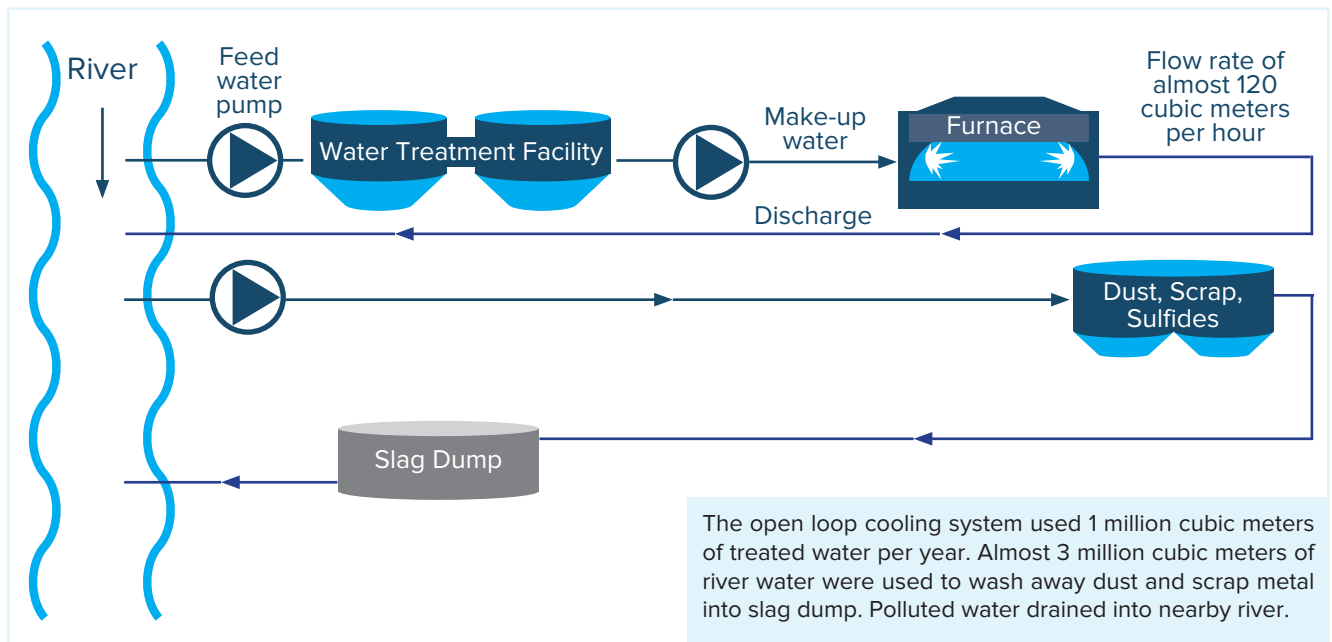 River
Feed
water
pump
Water Treatment Facility
Make-up
water
Furnace
Flow rate of
almost 120
cubic meters
per hour
Discharge
Dust, Scrap,
Sulfides
Slag Dump
The open loop cooling system used 1 million cubic meters
of treated water per year. Almost 3 million cubic meters of
river water were used to wash away dust and scrap metal
into slag dump. Polluted water drained into nearby river.